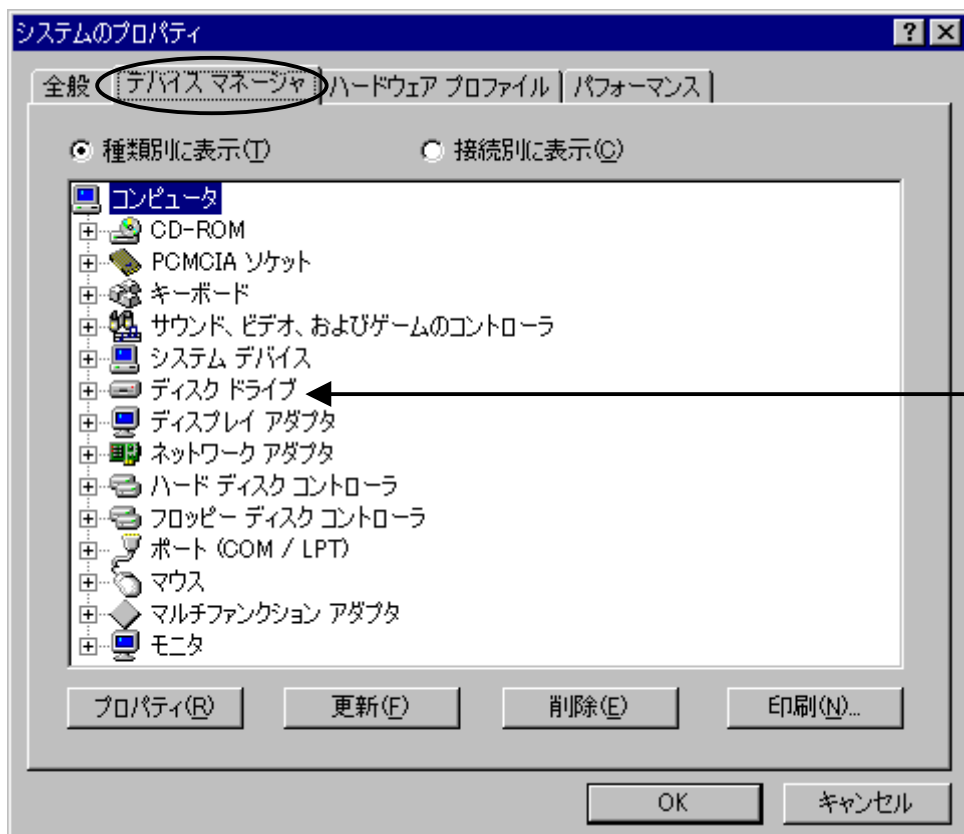 システムのプロパティ
全般 デバイス マネージャ ハードウェア プロファイル パフォーマンス
種類別に表示(T) 接続別に表示(C)
コンピュータ
CD-ROM
PCMCIA ソケット
キーボード
サウンド、ビデオ、およびゲームのコントローラ
システム デバイス
ディスク ドライブ
ディスプレイ アダプタ
ネットワーク アダプタ
ハード ディスク コントローラ
フロッピー ディスク コントローラ
ポート (COM / LPT)
マウス
マルチファンクション アダプタ
モニタ
プロパティ(R) 更新(F) 削除(E) 印刷(N)...
OK キャンセル